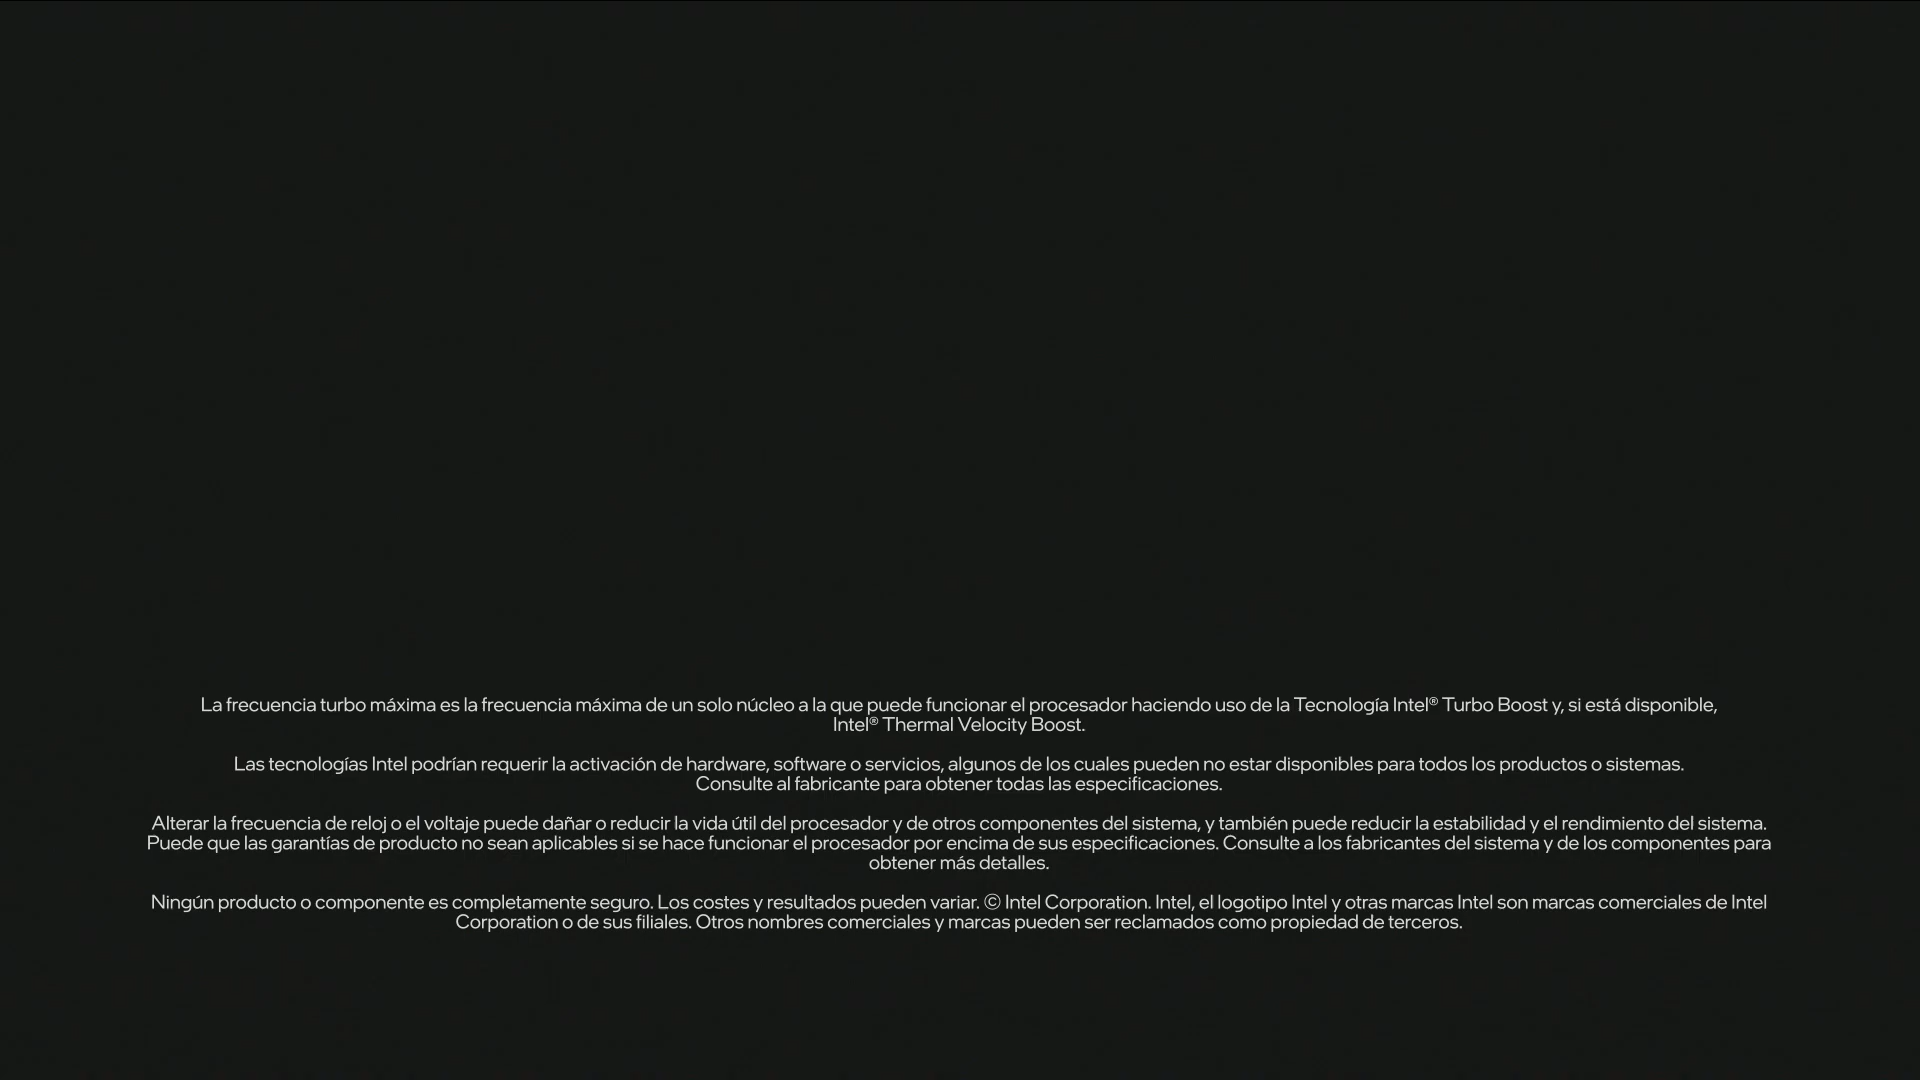 La frecuencia turbo máxima es la frecuencia máxima de un solo núcleo a la que puede funcionar el procesador haciendo uso de la Tecnología Intel® Turbo Boost y, si está disponible,
Intel® Thermal Velocity Boost.
Las tecnologías Intel podrían requerir la activación de hardware, software o servicios, algunos de los cuales pueden no estar disponibles para todos los productos o sistemas.
Consulte al fabricante para obtener todas las especificaciones.
Alterar la frecuencia de reloj o el voltaje puede dañar o reducir la vida útil del procesador y de otros componentes del sistema, y también puede reducir la estabilidad y el rendimiento del sistema.
Puede que las garantías de producto no sean aplicables si se hace funcionar el procesador por encima de sus especificaciones. Consulte a los fabricantes del sistema y de los componentes para
obtener más detalles.
Ningún producto o componente es completamente seguro. Los costes y resultados pueden variar. © Intel Corporation. Intel, el logotipo Intel y otras marcas Intel son marcas comerciales de Intel
Corporation o de sus filiales. Otros nombres comerciales y marcas pueden ser reclamados como propiedad de terceros.